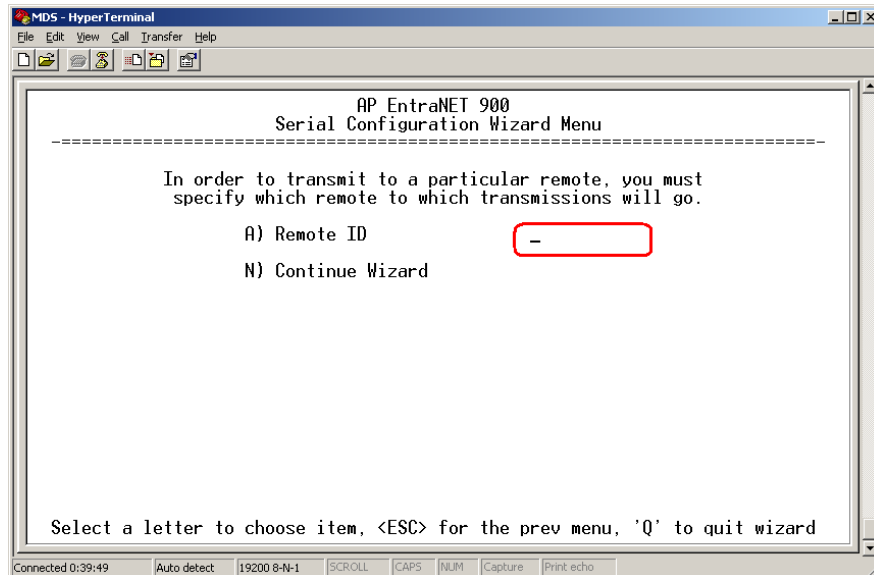 MDS - HyperTerminal
File Edit View Call Transfer Help
AP EntraNET 900
Serial Configuration Wizard Menu
-==========================================================================-
In order to transmit to a particular remote, you must
specify which remote to which transmissions will go.
A) Remote ID _
N) Continue Wizard
Select a letter to choose item, <ESC> for the prev menu, 'Q' to quit wizard
Connected 0:39:49 Auto detect 19200 8-N-1 SCROLL CAPS NUM Capture Print echo